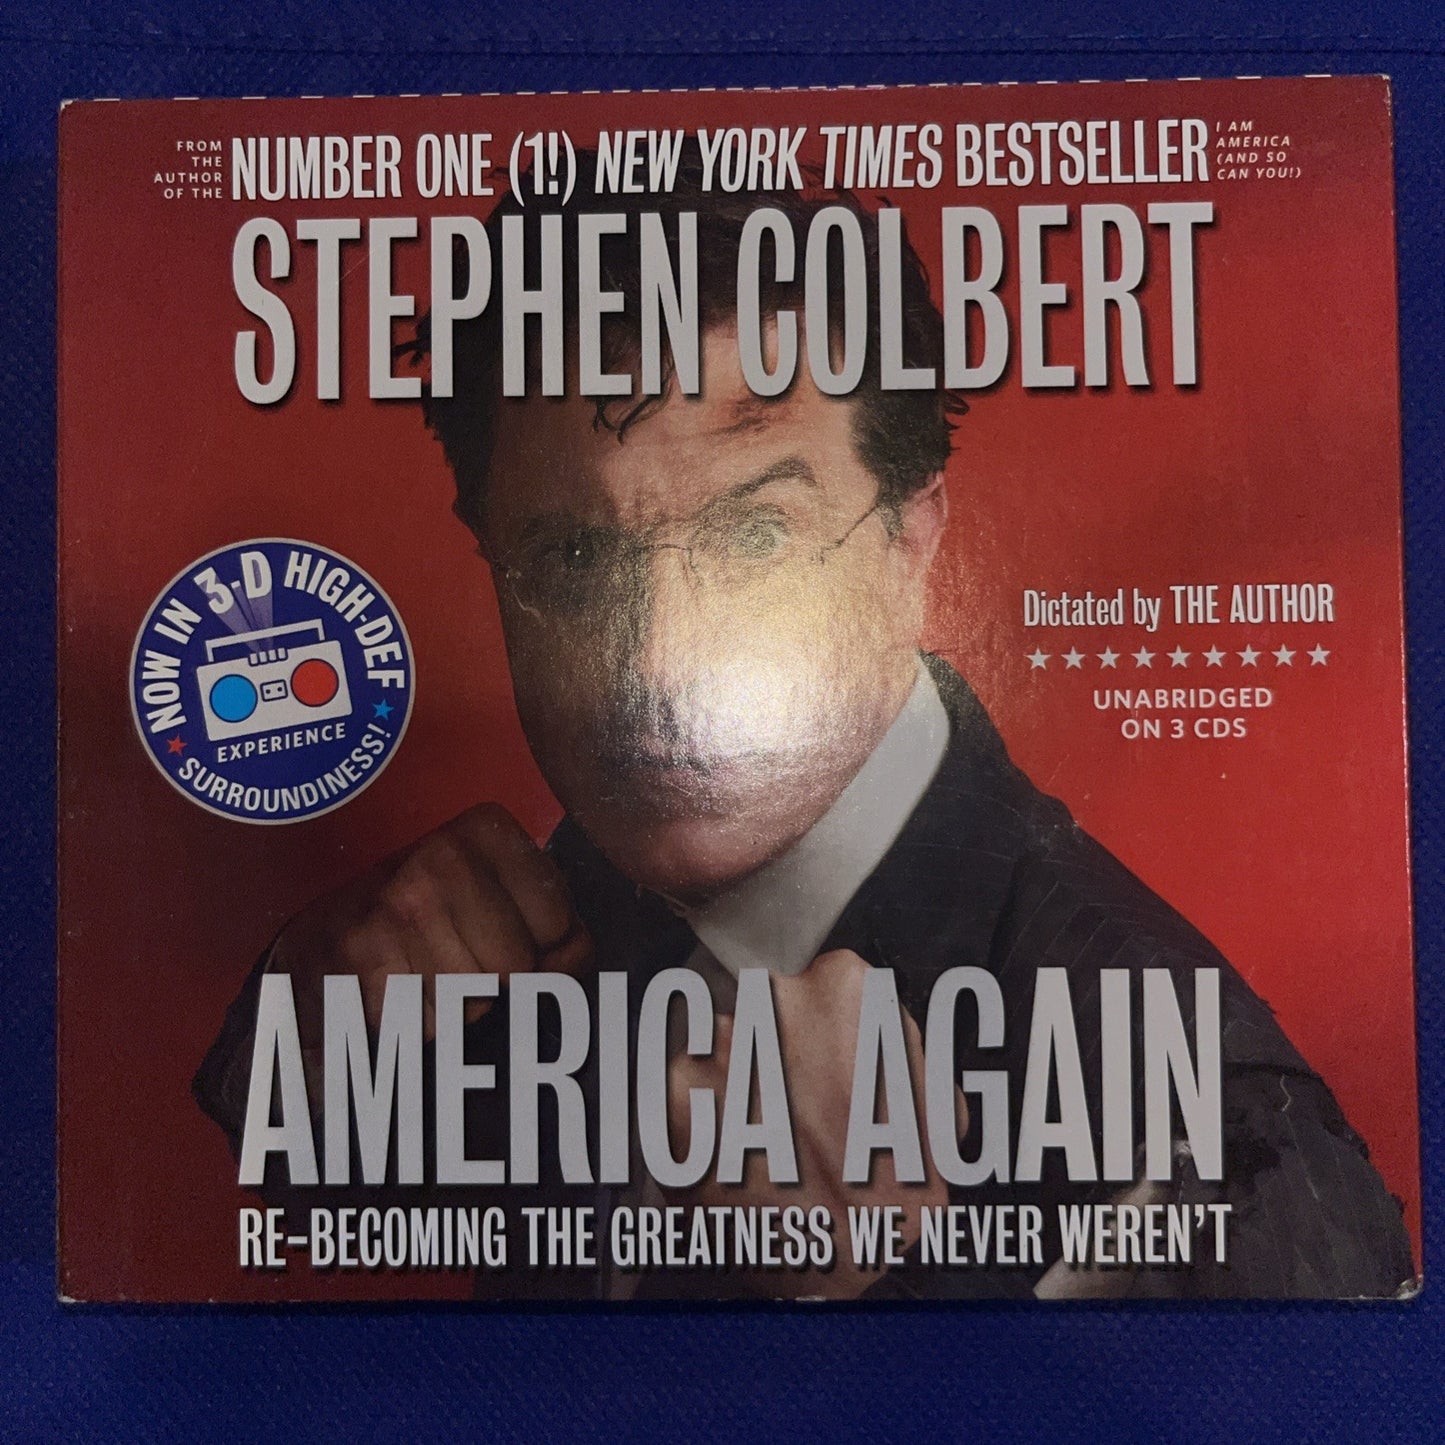 FROM
THE
AUTHOR
OF THE
NUMBER ONE (1!) NEW YORK TIMES BESTSELLER
I AM
AMERICA
(AND SO
CAN YOU!)
STEPHEN COLBERT
NOW IN 3-D HIGH-DEF
EXPERIENCE
SURROUNDINESS!
Dictated by THE AUTHOR
UNABRIDGED
ON 3 CDS
AMERICA AGAIN
RE-BECOMING THE GREATNESS WE NEVER WEREN'T